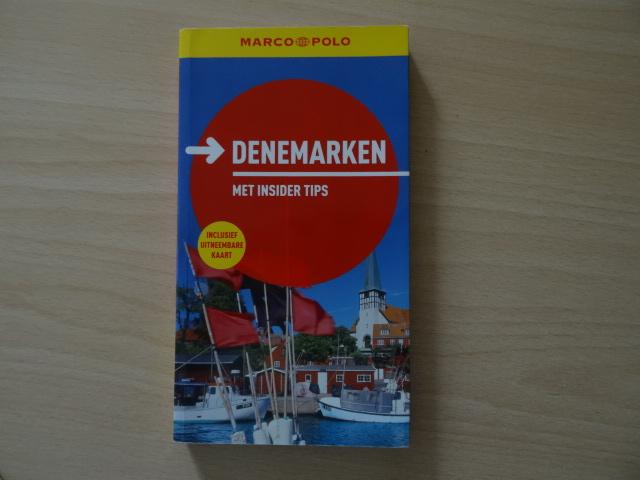 MARCO POLO
DENEMARKEN
MET INSIDER TIPS
INCLUSIEF
UITNEEMBARE
KAART